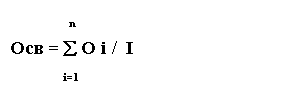 n
Осв = Σ О i / I
i=1